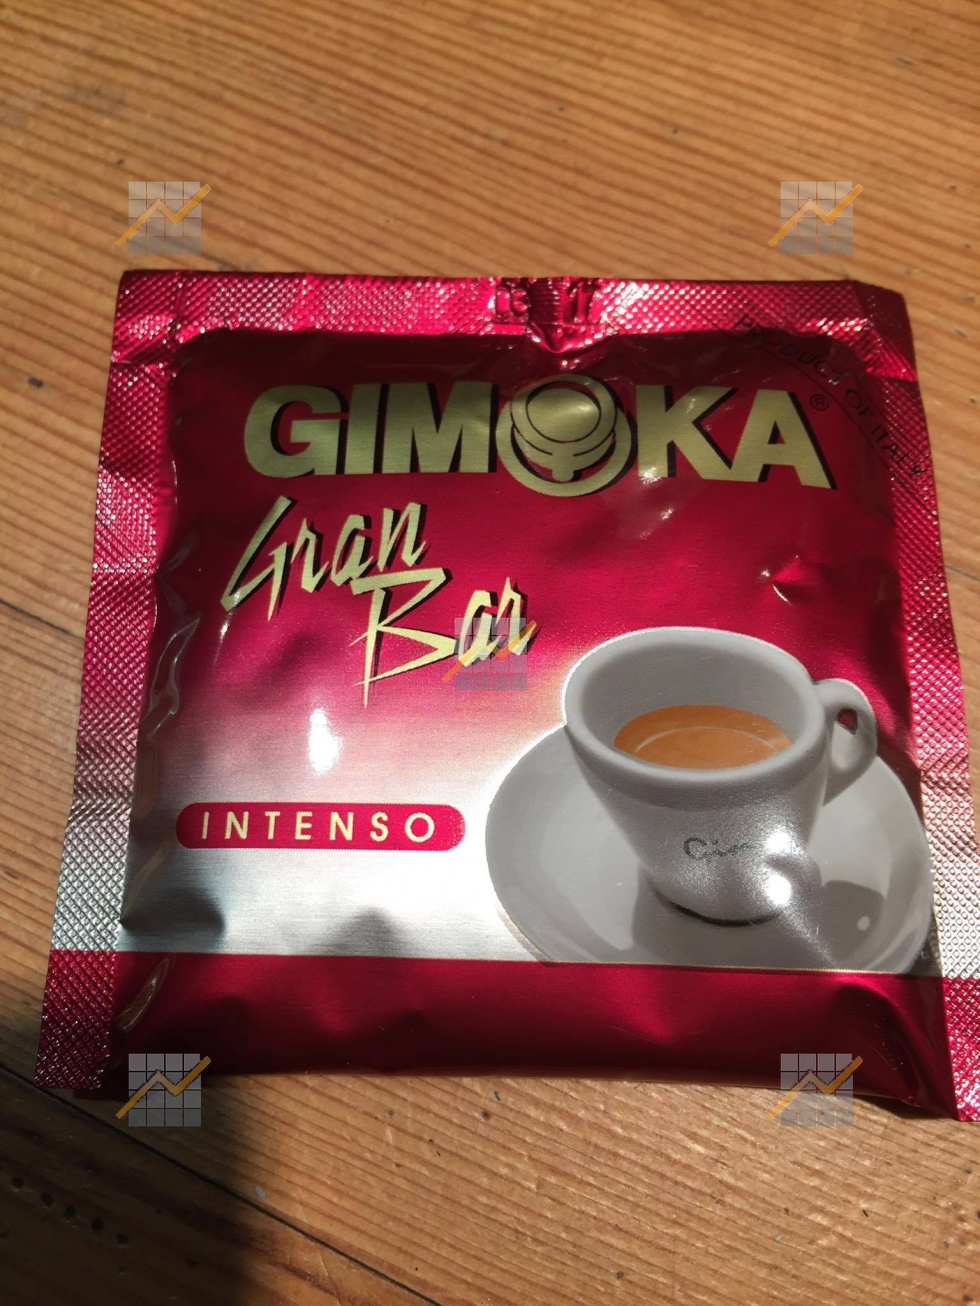 GIMOKA®
PRODUCT OF ITALY
Gran
Bar
INTENSO